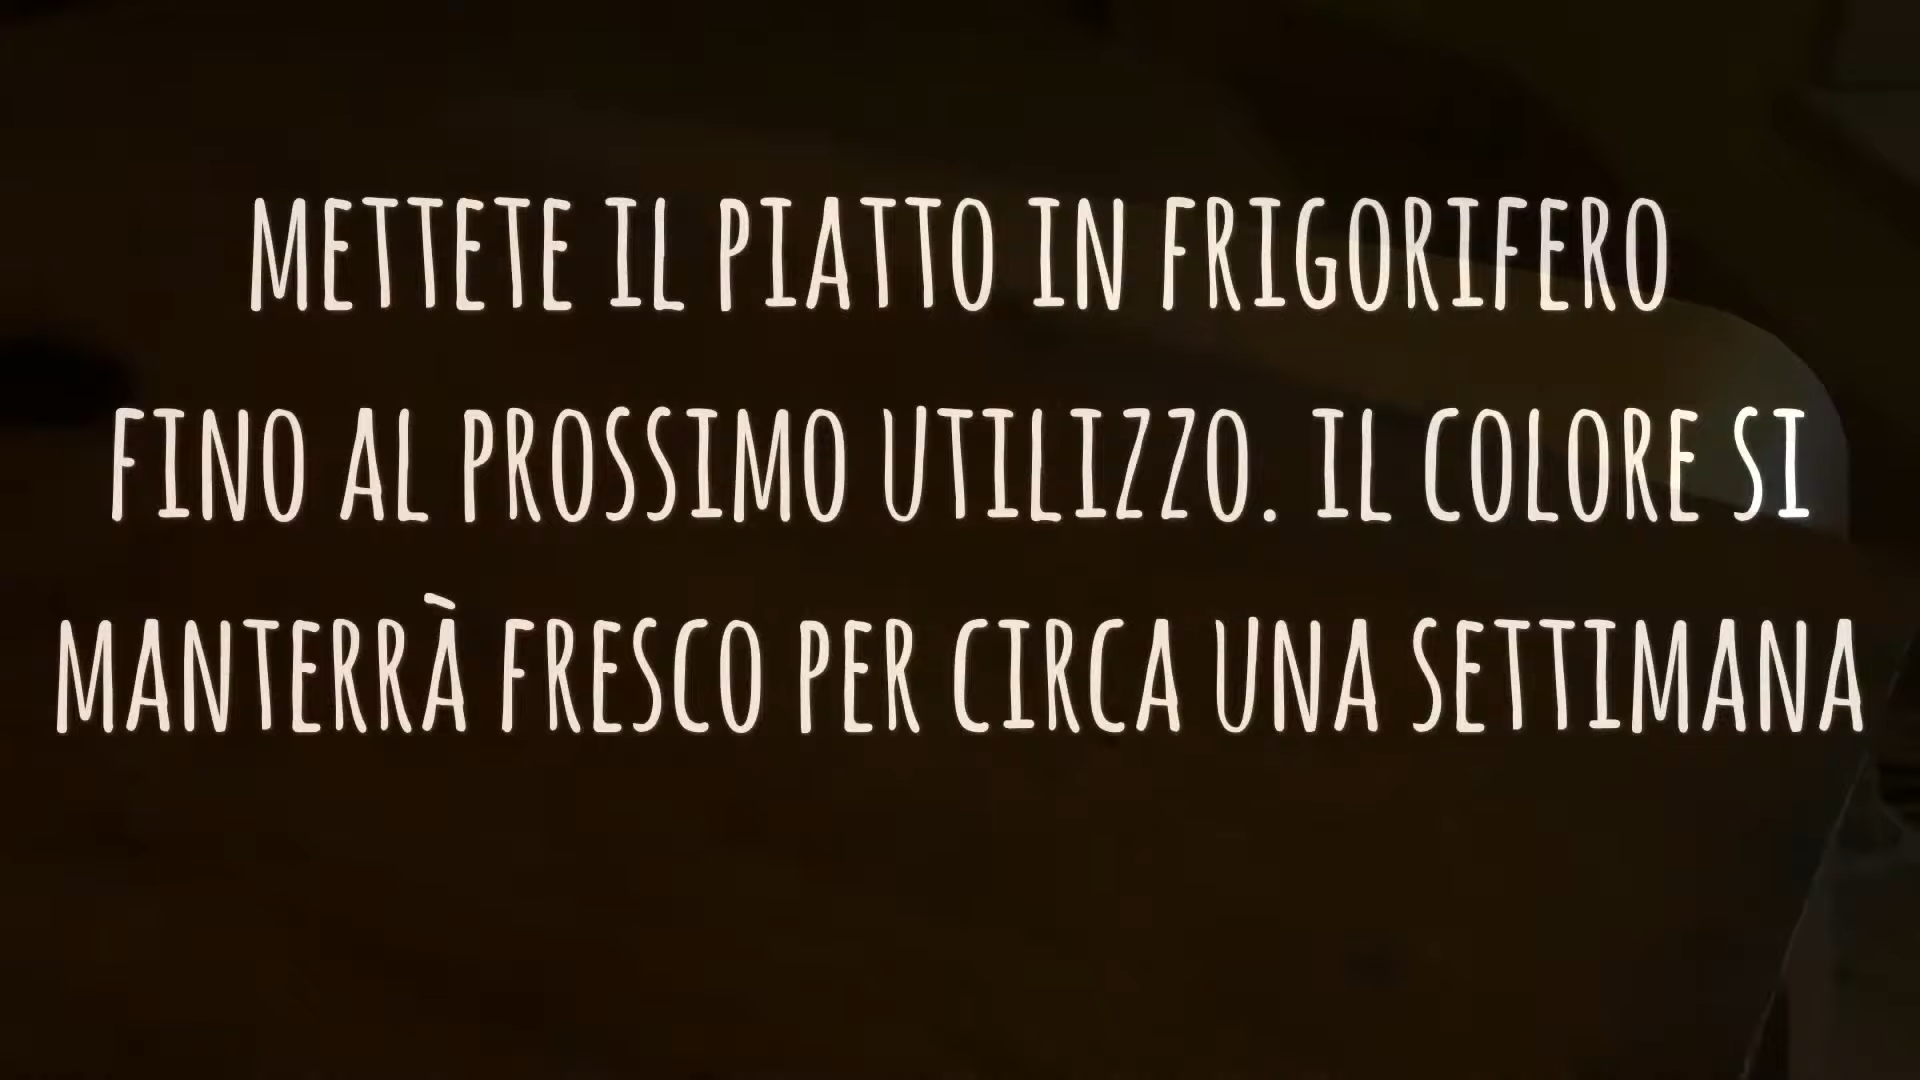 METTETE IL PIATTO IN FRIGORIFERO
FINO AL PROSSIMO UTILIZZO. IL COLORE SI
MANTERRÀ FRESCO PER CIRCA UNA SETTIMANA